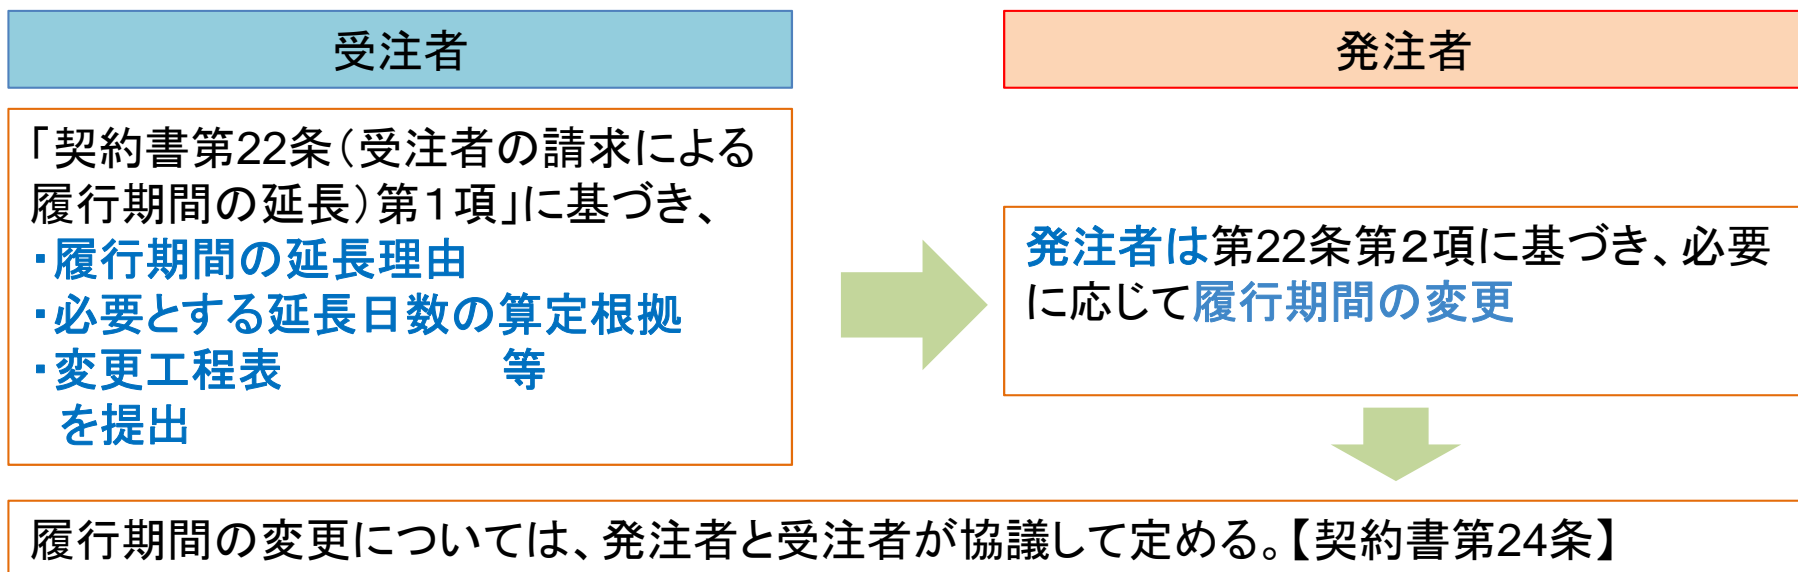 受注者
発注者
「契約書第22条（受注者の請求による
履行期間の延長）第１項」に基づき、
・履行期間の延長理由
・必要とする延長日数の算定根拠
・変更工程表　　　　　等
を提出
発注者は第22条第２項に基づき、必要
に応じて履行期間の変更
履行期間の変更については、発注者と受注者が協議して定める。【契約書第24条】